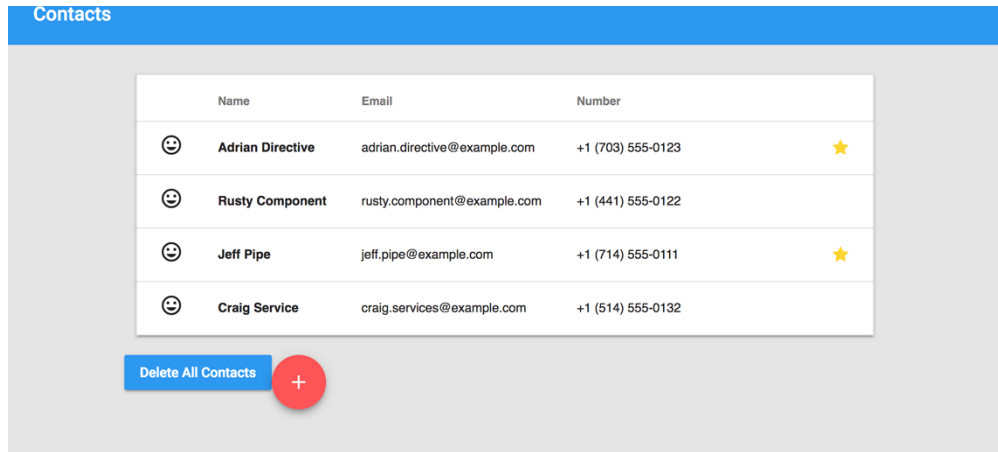 Contacts
Name Email Number
Adrian Directive adrian.directive@example.com +1 (703) 555-0123
Rusty Component rusty.component@example.com +1 (441) 555-0122
Jeff Pipe jeff.pipe@example.com +1 (714) 555-0111
Craig Service craig.services@example.com +1 (514) 555-0132
Delete All Contacts +